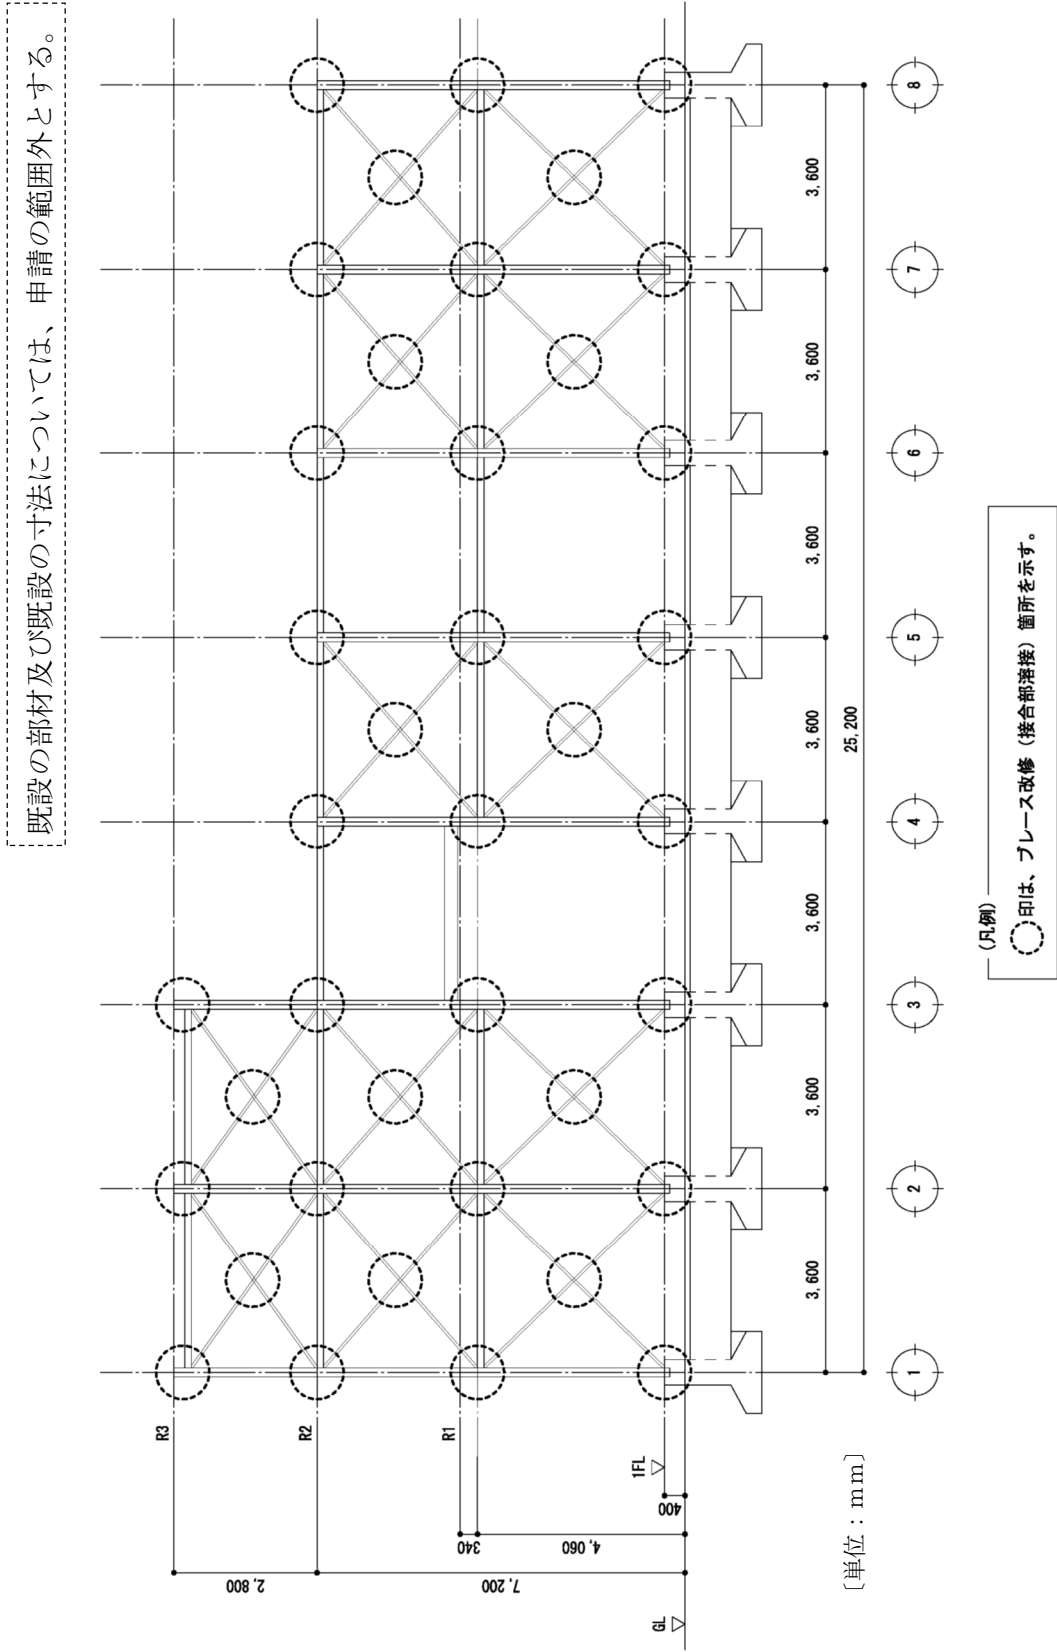 既設の部材及び既設の寸法については、申請の範囲外とする。
R3
R2
R1
1FL
GL
2,800
7,200
340
4,060
400
3,600
3,600
3,600
3,600
3,600
3,600
3,600
25,200
1
2
3
4
5
6
7
8
〔単位：mm〕
(凡例)
印は、ブレース改修（接合部溶接）箇所を示す。